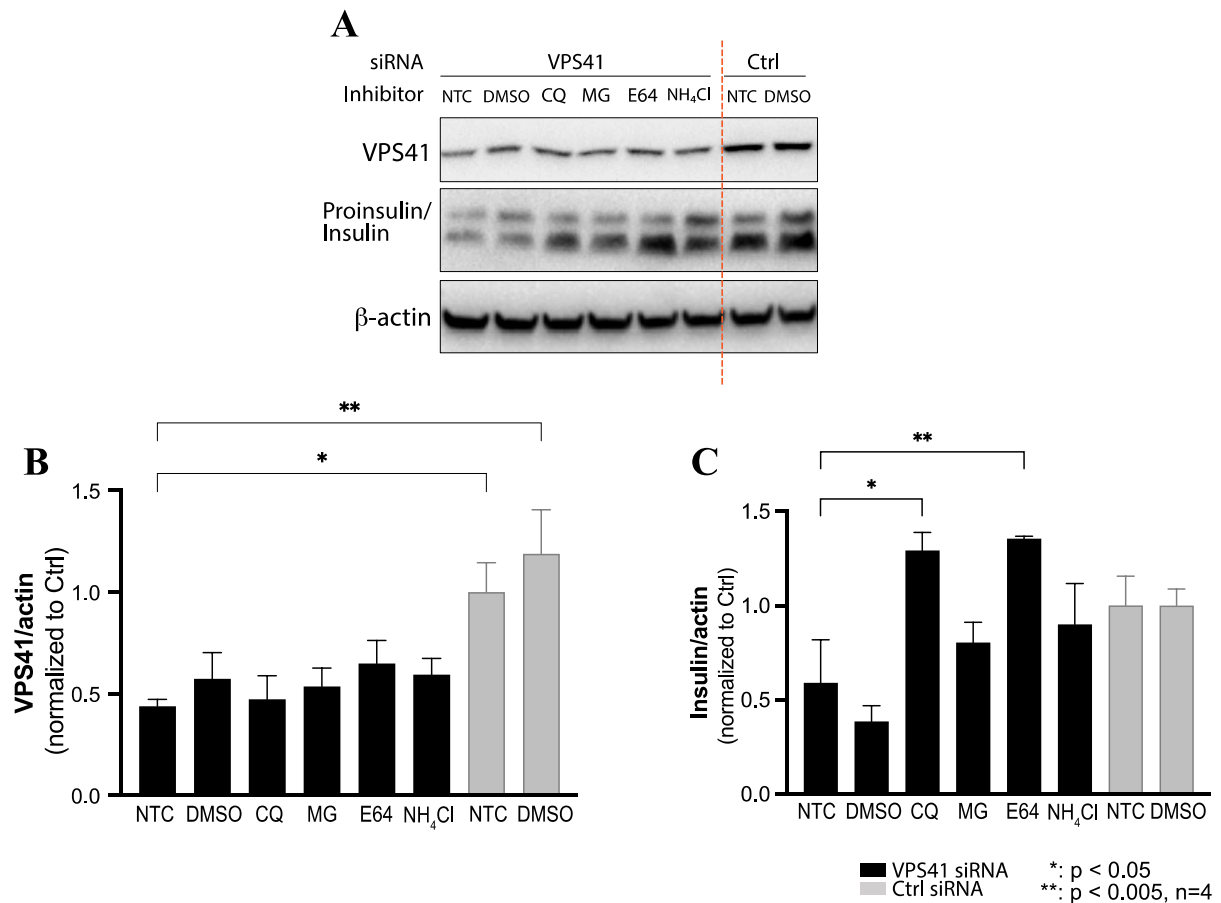 A
siRNA VPS41 Ctrl
Inhibitor NTC DMSO CQ MG E64 NH₄Cl NTC DMSO
VPS41
Proinsulin/
Insulin
β-actin
B
**
*
VPS41/actin
(normalized to Ctrl)
1.5
1.0
0.5
0.0
NTC DMSO CQ MG E64 NH₄Cl NTC DMSO
C
**
*
Insulin/actin
(normalized to Ctrl)
1.5
1.0
0.5
0.0
NTC DMSO CQ MG E64 NH₄Cl NTC DMSO
VPS41 siRNA *: p < 0.05
Ctrl siRNA **: p < 0.005, n=4